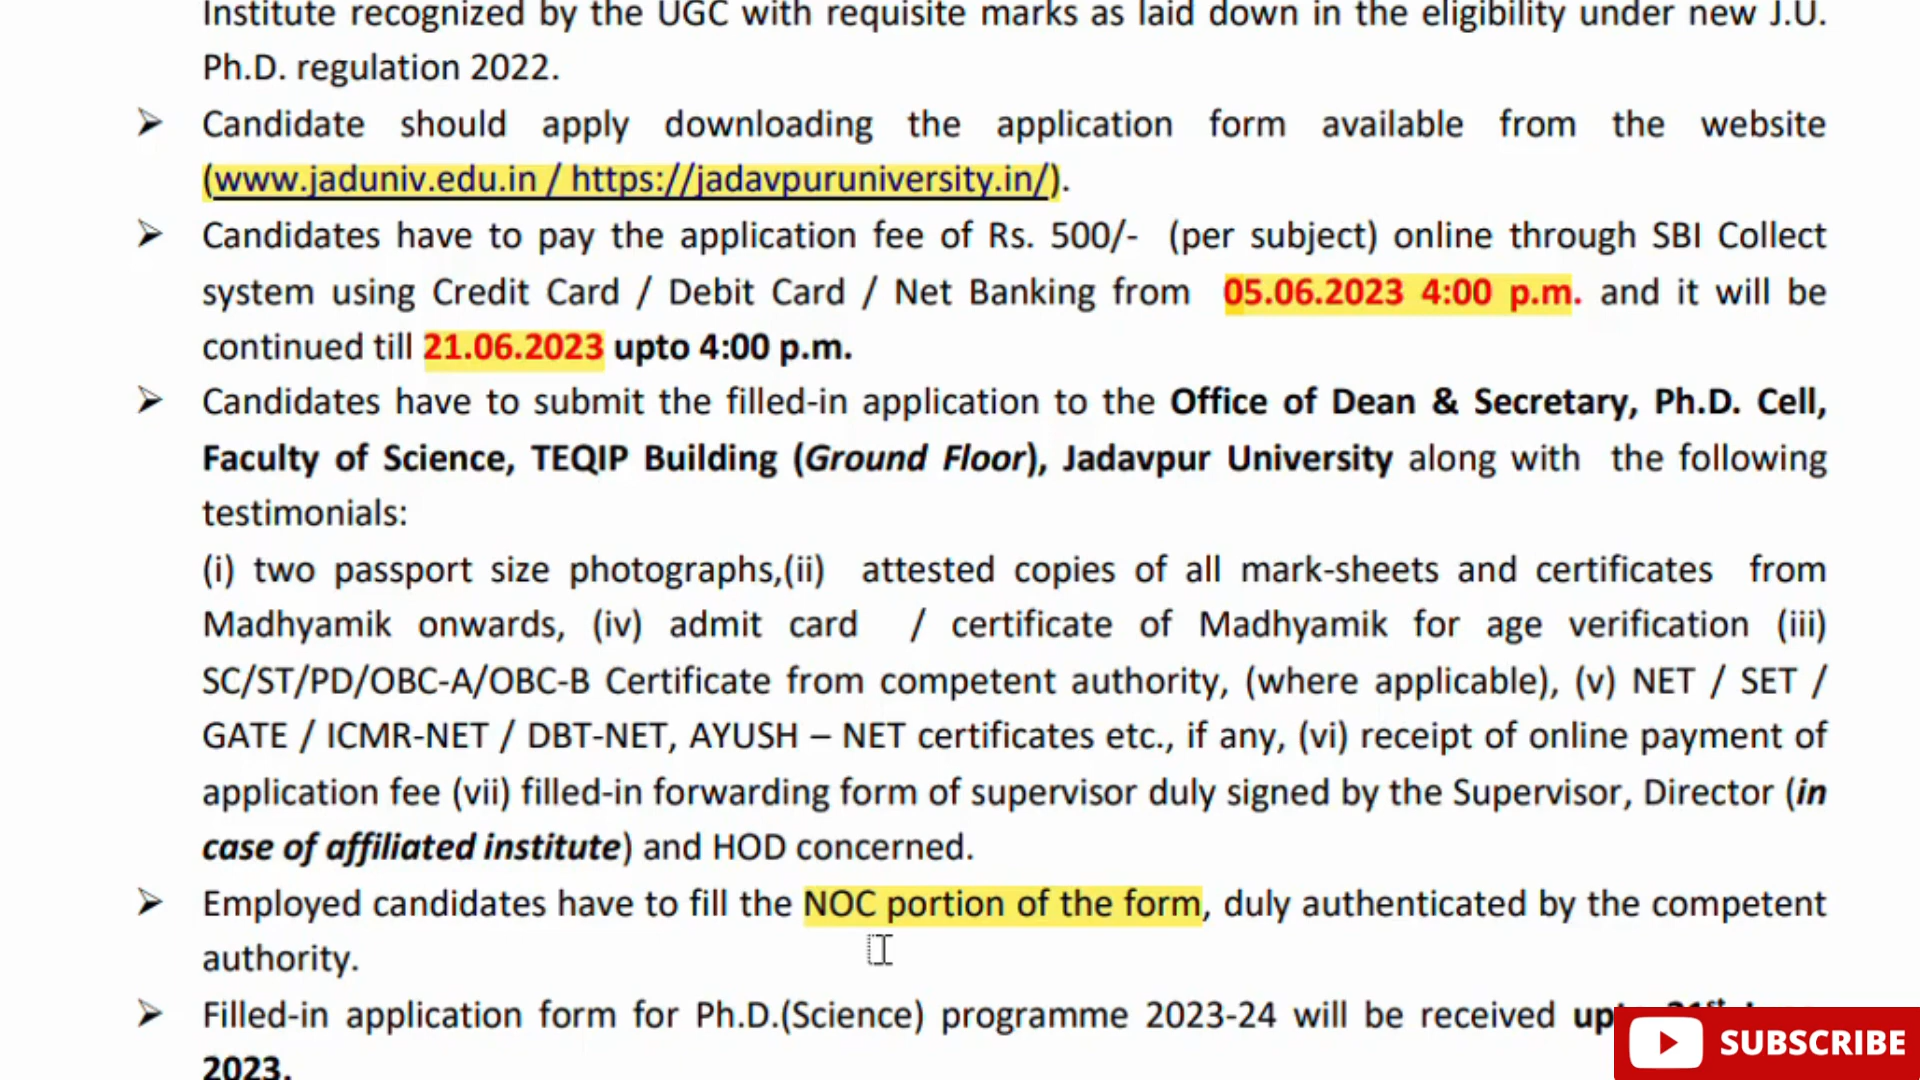 Institute recognized by the UGC with requisite marks as laid down in the eligibility under new J.U.
Ph.D. regulation 2022.
➢ Candidate should apply downloading the application form available from the website
(www.jaduniv.edu.in / https://jadavpuruniversity.in/).
➢ Candidates have to pay the application fee of Rs. 500/- (per subject) online through SBI Collect
system using Credit Card / Debit Card / Net Banking from 05.06.2023 4:00 p.m. and it will be
continued till 21.06.2023 upto 4:00 p.m.
➢ Candidates have to submit the filled-in application to the Office of Dean & Secretary, Ph.D. Cell,
Faculty of Science, TEQIP Building (Ground Floor), Jadavpur University along with the following
testimonials:
(i) two passport size photographs,(ii) attested copies of all mark-sheets and certificates from
Madhyamik onwards, (iv) admit card / certificate of Madhyamik for age verification (iii)
SC/ST/PD/OBC-A/OBC-B Certificate from competent authority, (where applicable), (v) NET / SET /
GATE / ICMR-NET / DBT-NET, AYUSH – NET certificates etc., if any, (vi) receipt of online payment of
application fee (vii) filled-in forwarding form of supervisor duly signed by the Supervisor, Director (in
case of affiliated institute) and HOD concerned.
➢ Employed candidates have to fill the NOC portion of the form, duly authenticated by the competent
authority.
➢ Filled-in application form for Ph.D.(Science) programme 2023-24 will be received
2023.
SUBSCRIBE